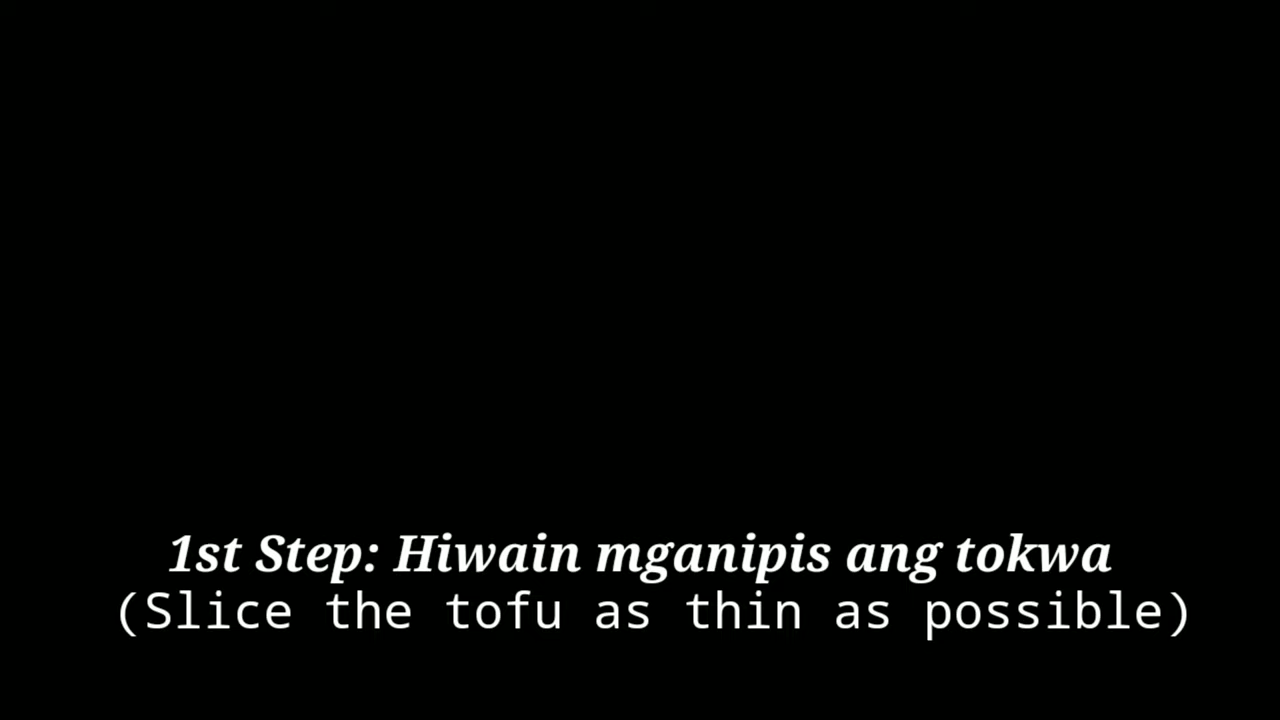 1st Step: Hiwain mganipis ang tokwa
(Slice the tofu as thin as possible)